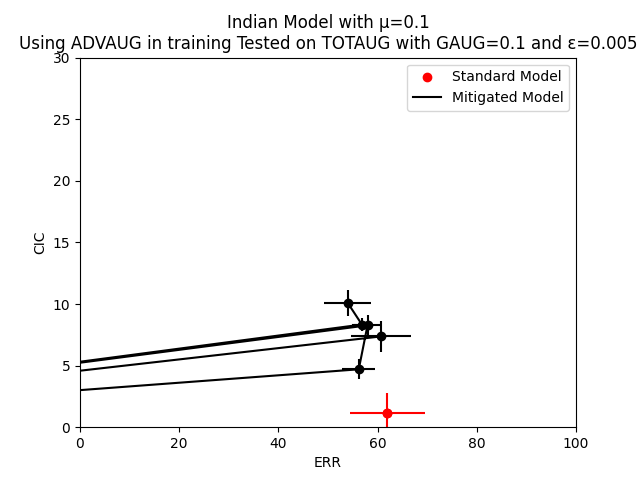 Indian Model with μ=0.1
Using ADVAUG in training Tested on TOTAUG with GAUG=0.1 and ε=0.005
Standard Model
Mitigated Model
30
25
20
15
10
5
0
CIC
0 20 40 60 80 100
ERR